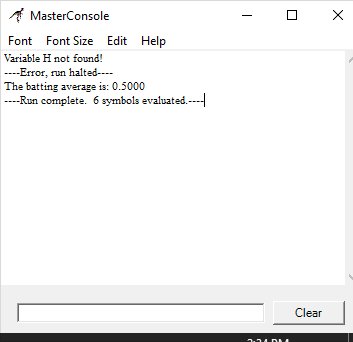 MasterConsole
Font Font Size Edit Help
Variable H not found!
----Error, run halted----
The batting average is: 0.5000
----Run complete.  6 symbols evaluated.----
Clear